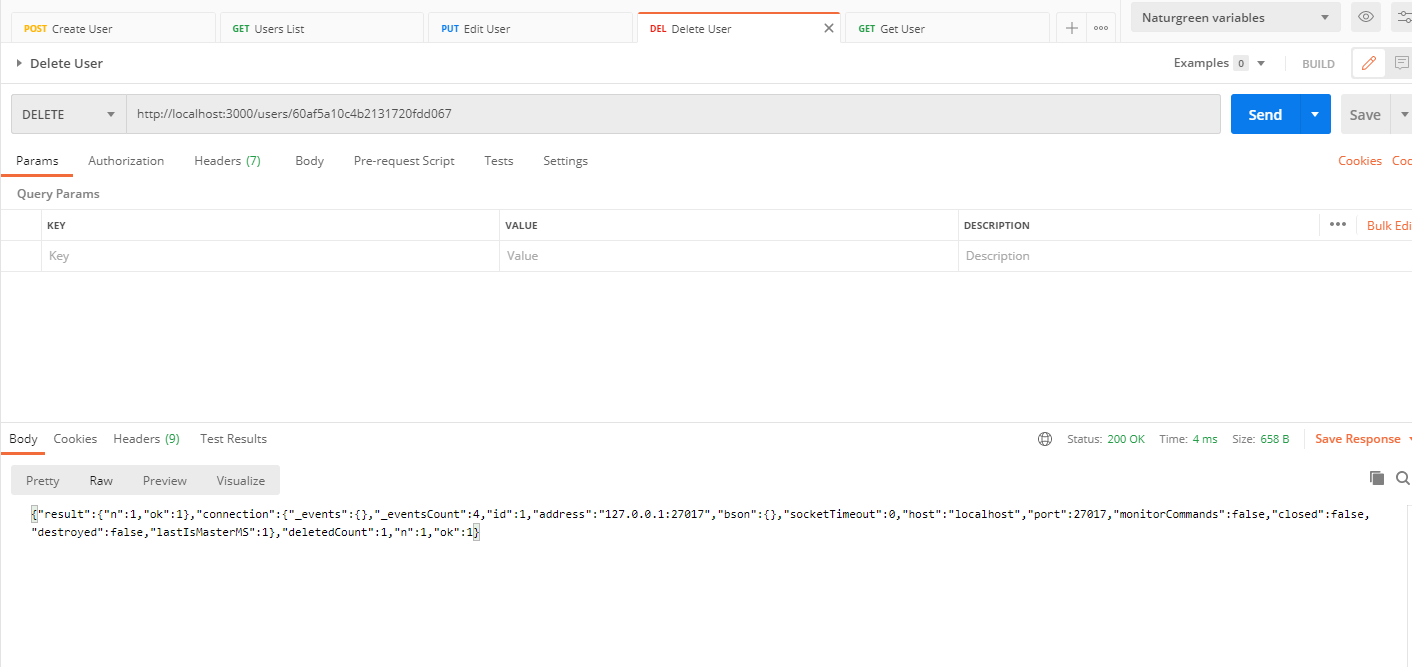 POST Create User GET Users List PUT Edit User DEL Delete User GET Get User Naturgreen variables
Delete User Examples 0 BUILD
DELETE http://localhost:3000/users/60af5a10c4b2131720fdd067 Send Save
Params Authorization Headers (7) Body Pre-request Script Tests Settings Cookies Coc
Query Params
KEY VALUE DESCRIPTION Bulk Edi
Key Value Description
Body Cookies Headers (9) Test Results Status: 200 OK Time: 4 ms Size: 658 B Save Response
Pretty Raw Preview Visualize
{"result":{"n":1,"ok":1},"connection":{"_events":{},"_eventsCount":4,"id":1,"address":"127.0.0.1:27017","bson":{},"socketTimeout":0,"host":"localhost","port":27017,"monitorCommands":false,"closed":false,
"destroyed":false,"lastIsMasterMS":1},"deletedCount":1,"n":1,"ok":1}